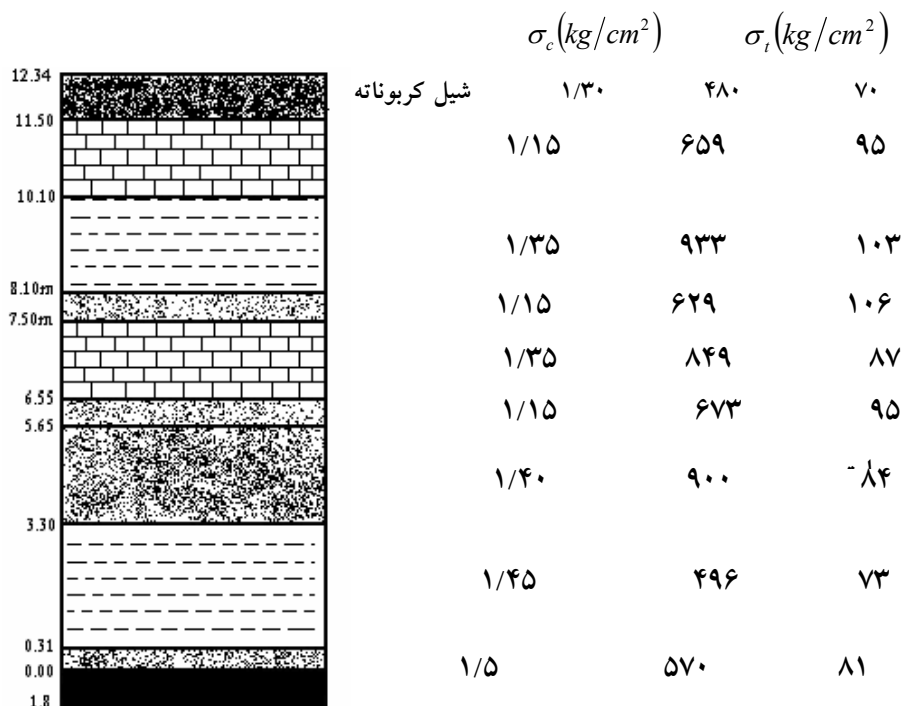 σc(kg/cm²) σt(kg/cm²)
12.34
شیل کربوناته ۱/۳۰ ۴۸۰ ۷۰
11.50
۱/۱۵ ۶۵۹ ۹۵
10.10
۱/۳۵ ۹۳۳ ۱۰۳
8.10m
۱/۱۵ ۶۲۹ ۱۰۶
7.50m
۱/۳۵ ۸۴۹ ۸۷
6.55
۱/۱۵ ۶۷۳ ۹۵
5.65
۱/۴۰ ۹۰۰ ۸۴
3.30
۱/۴۵ ۴۹۶ ۷۳
0.31
0.00
۱/۵ ۵۷۰ ۸۱
1.8